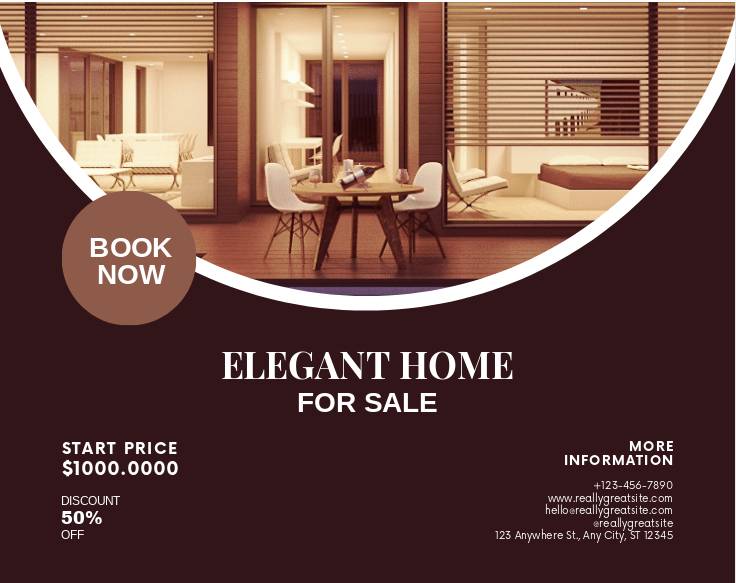 BOOK
NOW
ELEGANT HOME
FOR SALE
START PRICE
$1000.0000
DISCOUNT
50%
OFF
MORE
INFORMATION
+123-456-7890
www.reallygreatsite.com
hello@reallygreatsite.com
@reallygreatsite
123 Anywhere St., Any City, ST 12345